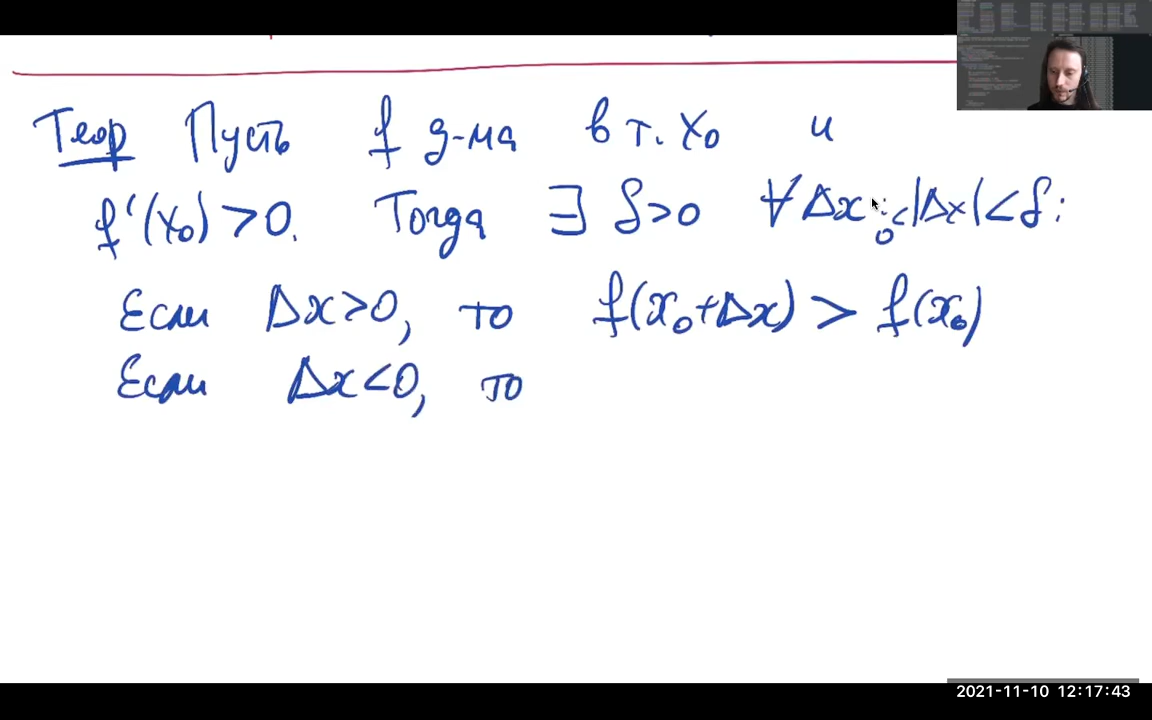 Теор Пусть f д-ма в т. x₀ и
f'(x₀) > 0. Тогда ∃ δ>0 ∀Δx: 0<|Δx|<δ:
Если Δx>0, то f(x₀+Δx) > f(x₀)
Если Δx<0, то
2021-11-10 12:17:43